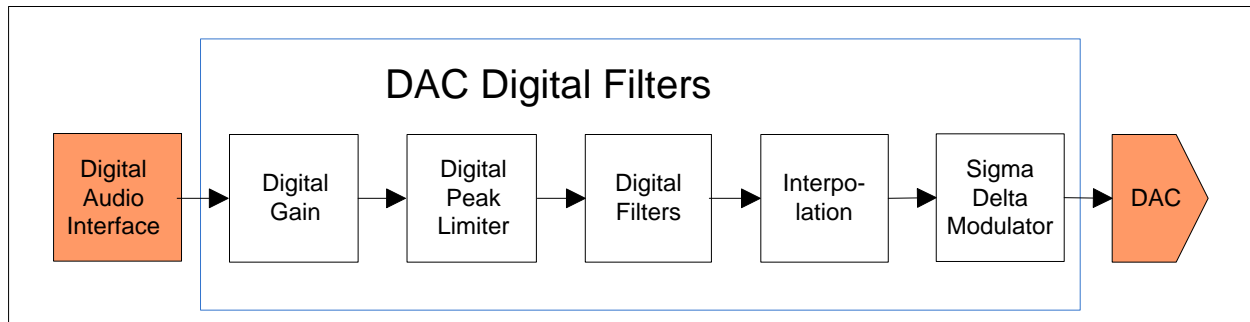 DAC Digital Filters
Digital
Audio
Interface
Digital
Gain
Digital
Peak
Limiter
Digital
Filters
Interpo-
lation
Sigma
Delta
Modulator
DAC